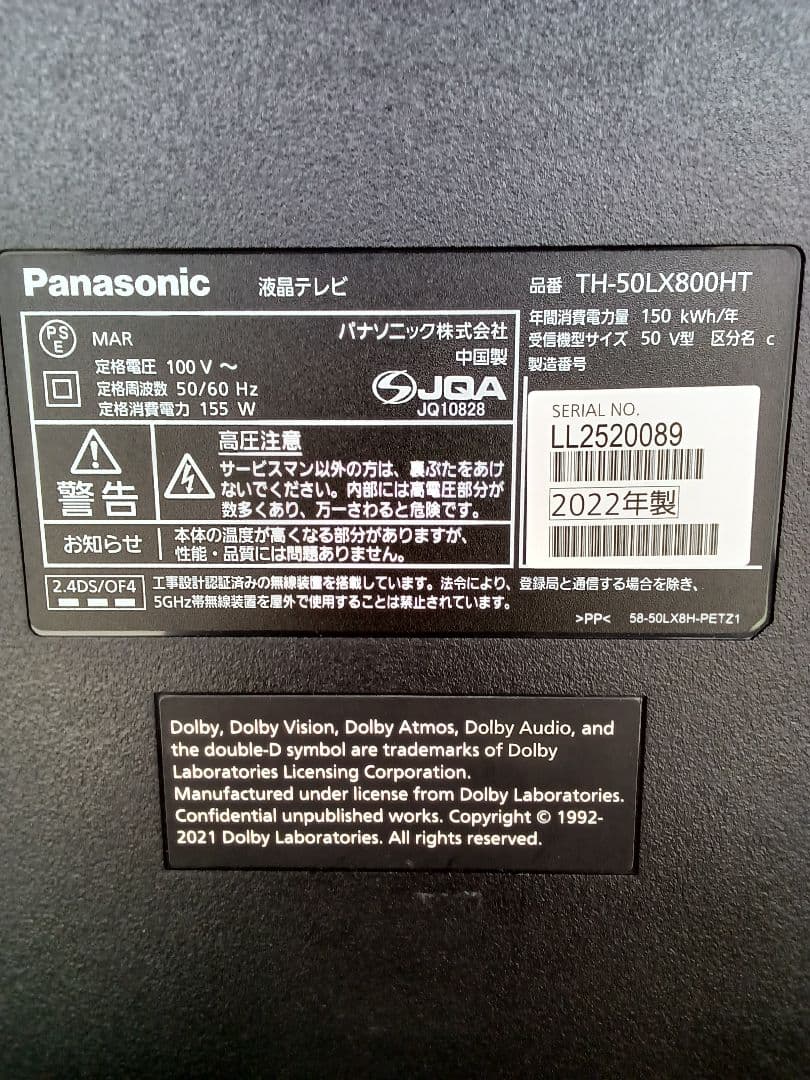 Panasonic 液晶テレビ
品番 TH-50LX800HT
年間消費電力量 150 kWh/年
受信機型サイズ 50 V型 区分名 c
製造番号
PS
E
MAR
パナソニック株式会社
中国製
定格電圧 100 V ～
定格周波数 50/60 Hz
定格消費電力 155 W
JQA
JQ10828
SERIAL NO.
LL2520089
2022年製
警告
高圧注意
サービスマン以外の方は、裏ぶたをあけ
ないでください。内部には高電圧部分が
数多くあり、万一さわると危険です。
お知らせ
本体の温度が高くなる部分がありますが、
性能・品質には問題ありません。
2.4DS/OF4
工事設計認証済みの無線装置を搭載しています。法令により、登録局と通信する場合を除き、
5GHz帯無線装置を屋外で使用することは禁止されています。
>PP< 58-50LX8H-PETZ1
Dolby, Dolby Vision, Dolby Atmos, Dolby Audio, and
the double-D symbol are trademarks of Dolby
Laboratories Licensing Corporation.
Manufactured under license from Dolby Laboratories.
Confidential unpublished works. Copyright © 1992-
2021 Dolby Laboratories. All rights reserved.